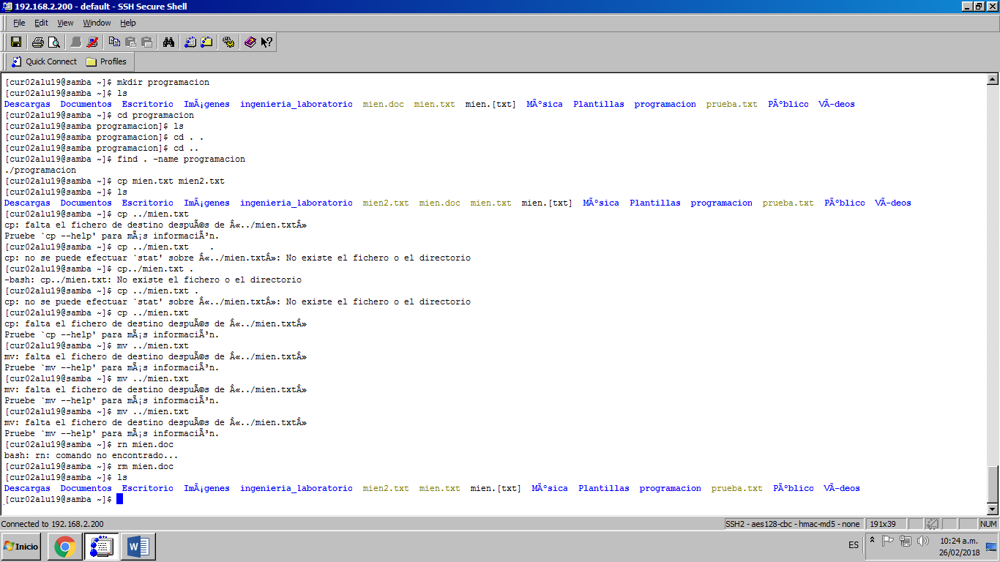 192.168.2.200 - default - SSH Secure Shell
File Edit View Window Help
Quick Connect Profiles
[cur02alu19@samba ~]$ mkdir programacion
[cur02alu19@samba ~]$ ls
Descargas Documentos Escritorio ImÃ¡genes ingenieria_laboratorio mien.doc mien.txt mien.[txt] MÃºsica Plantillas programacion prueba.txt PÃºblico VÃ­deos
[cur02alu19@samba ~]$ cd programacion
[cur02alu19@samba programacion]$ ls
[cur02alu19@samba programacion]$ cd . .
[cur02alu19@samba programacion]$ cd ..
[cur02alu19@samba ~]$ find . -name programacion
./programacion
[cur02alu19@samba ~]$ cp mien.txt mien2.txt
[cur02alu19@samba ~]$ ls
Descargas Documentos Escritorio ImÃ¡genes ingenieria_laboratorio mien2.txt mien.doc mien.txt mien.[txt] MÃºsica Plantillas programacion prueba.txt PÃºblico VÃ­deos
[cur02alu19@samba ~]$ cp ../mien.txt
cp: falta el fichero de destino despuÃ©s de Â«../mien.txtÂ»
Pruebe `cp --help' para mÃ¡s informaciÃ³n.
[cur02alu19@samba ~]$ cp ../mien.txt    .
cp: no se puede efectuar `stat' sobre Â«../mien.txtÂ»: No existe el fichero o el directorio
[cur02alu19@samba ~]$ cp../mien.txt .
-bash: cp../mien.txt: No existe el fichero o el directorio
[cur02alu19@samba ~]$ cp ../mien.txt .
cp: no se puede efectuar `stat' sobre Â«../mien.txtÂ»: No existe el fichero o el directorio
[cur02alu19@samba ~]$ cp ../mien.txt
cp: falta el fichero de destino despuÃ©s de Â«../mien.txtÂ»
Pruebe `cp --help' para mÃ¡s informaciÃ³n.
[cur02alu19@samba ~]$ mv ../mien.txt
mv: falta el fichero de destino despuÃ©s de Â«../mien.txtÂ»
Pruebe `mv --help' para mÃ¡s informaciÃ³n.
[cur02alu19@samba ~]$ mv ../mien.txt
mv: falta el fichero de destino despuÃ©s de Â«../mien.txtÂ»
Pruebe `mv --help' para mÃ¡s informaciÃ³n.
[cur02alu19@samba ~]$ mv ../mien.txt
mv: falta el fichero de destino despuÃ©s de Â«../mien.txtÂ»
Pruebe `mv --help' para mÃ¡s informaciÃ³n.
[cur02alu19@samba ~]$ rn mien.doc
bash: rn: comando no encontrado...
[cur02alu19@samba ~]$ rm mien.doc
[cur02alu19@samba ~]$ ls
Descargas Documentos Escritorio ImÃ¡genes ingenieria_laboratorio mien2.txt mien.txt mien.[txt] MÃºsica Plantillas programacion prueba.txt PÃºblico VÃ­deos
[cur02alu19@samba ~]$
Connected to 192.168.2.200 SSH2 - aes128-cbc - hmac-md5 - none 191x39 NUM
Inicio ES 10:24 a.m.
26/02/2018